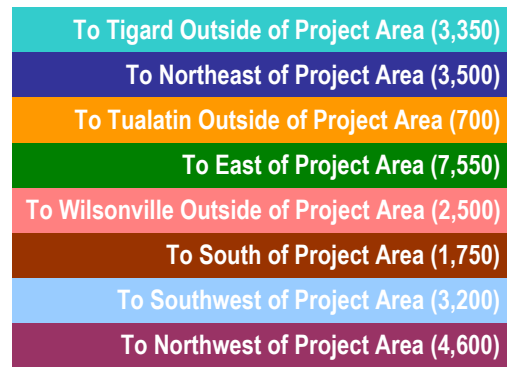 To Tigard Outside of Project Area (3,350)
To Northeast of Project Area (3,500)
To Tualatin Outside of Project Area (700)
To East of Project Area (7,550)
To Wilsonville Outside of Project Area (2,500)
To South of Project Area (1,750)
To Southwest of Project Area (3,200)
To Northwest of Project Area (4,600)